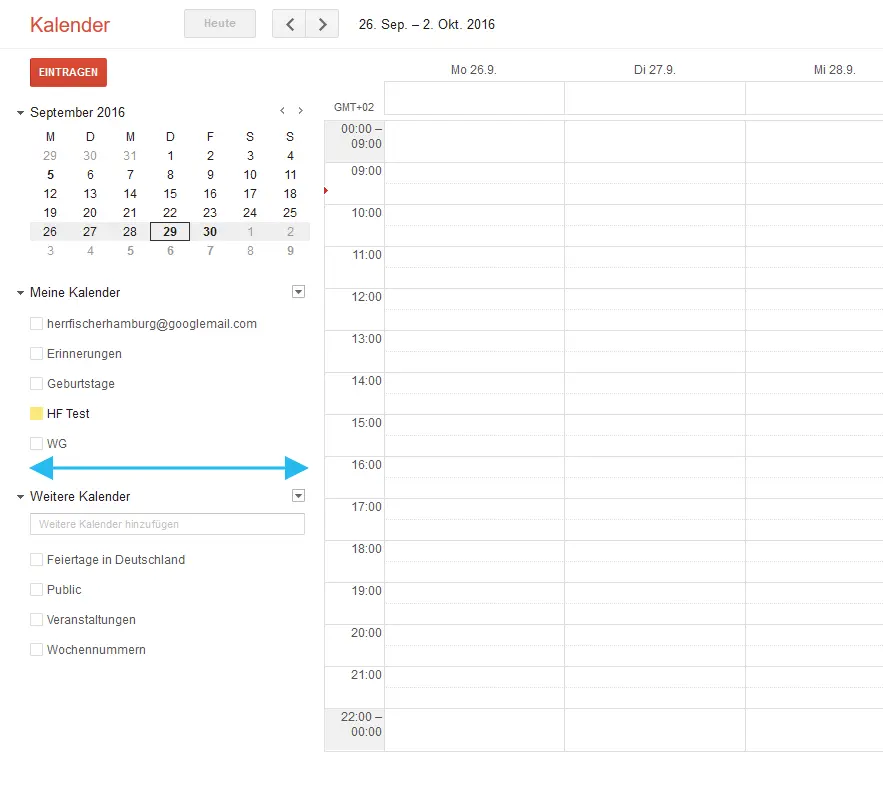 Kalender
Heute
26. Sep. – 2. Okt. 2016
EINTRAGEN
September 2016
M D M D F S S
29 30 31 1 2 3 4
5 6 7 8 9 10 11
12 13 14 15 16 17 18
19 20 21 22 23 24 25
26 27 28 29 30 1 2
3 4 5 6 7 8 9
Meine Kalender
herrfischerhamburg@googlemail.com
Erinnerungen
Geburtstage
HF Test
WG
Weitere Kalender
Weitere Kalender hinzufügen
Feiertage in Deutschland
Public
Veranstaltungen
Wochennummern
Mo 26.9. Di 27.9. Mi 28.9.
GMT+02
00:00 –
09:00
09:00
10:00
11:00
12:00
13:00
14:00
15:00
16:00
17:00
18:00
19:00
20:00
21:00
22:00 –
00:00